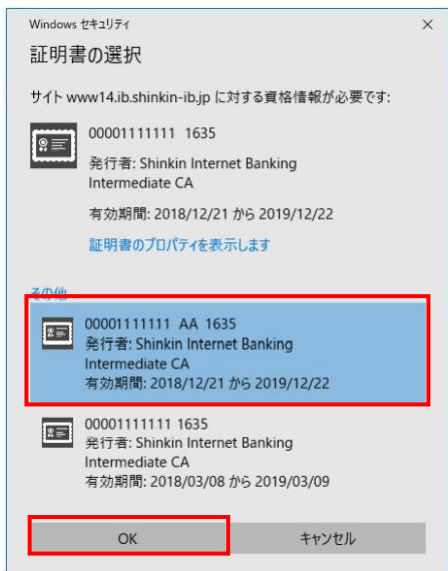 Windows セキュリティ
証明書の選択
サイト www14.ib.shinkin-ib.jp に対する資格情報が必要です:
00001111111 1635
発行者: Shinkin Internet Banking
Intermediate CA
有効期間: 2018/12/21 から 2019/12/22
証明書のプロパティを表示します
その他
00001111111 AA 1635
発行者: Shinkin Internet Banking
Intermediate CA
有効期間: 2018/12/21 から 2019/12/22
00001111111 1635
発行者: Shinkin Internet Banking
Intermediate CA
有効期間: 2018/03/08 から 2019/03/09
OK
キャンセル